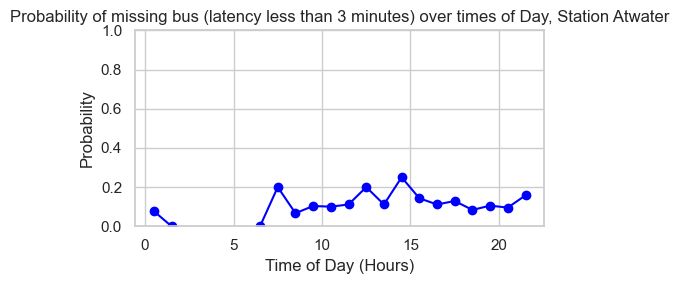 Probability of missing bus (latency less than 3 minutes) over times of Day, Station Atwater
1.0
0.8
0.6
0.4
0.2
0.0
Probability
0 5 10 15 20
Time of Day (Hours)